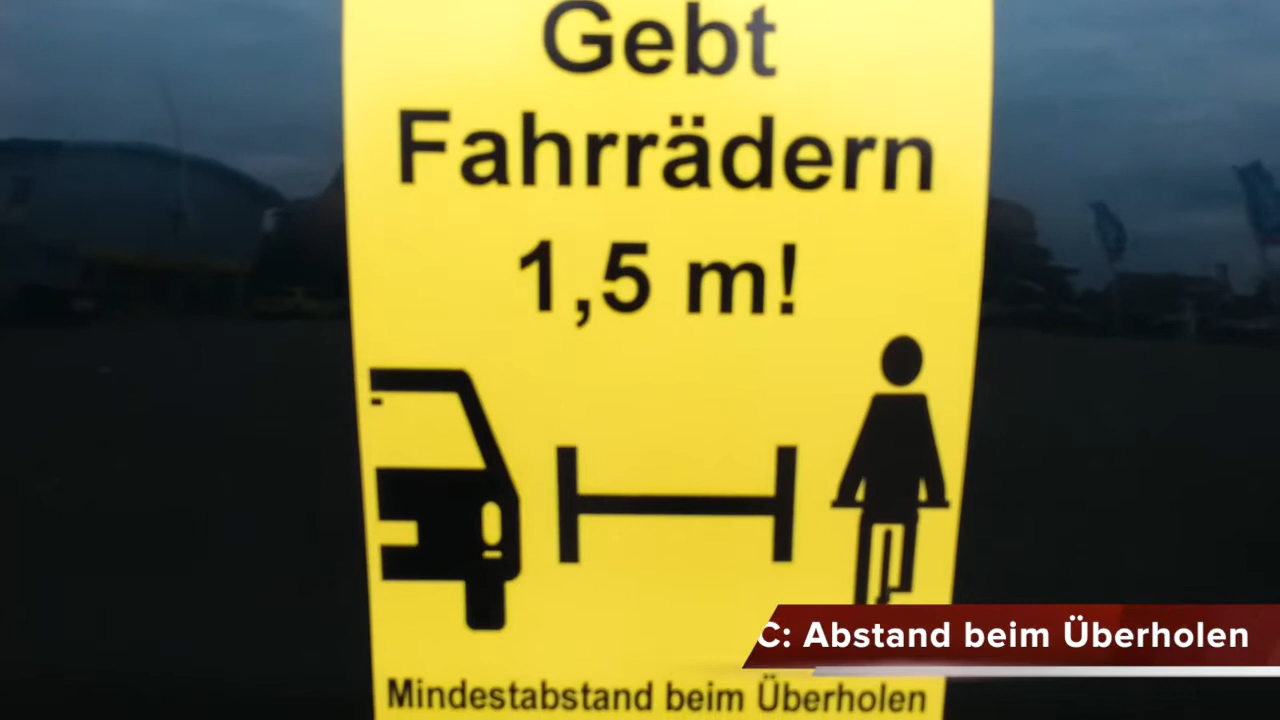 Gebt
Fahrrädern
1,5 m!
C: Abstand beim Überholen
Mindestabstand beim Überholen